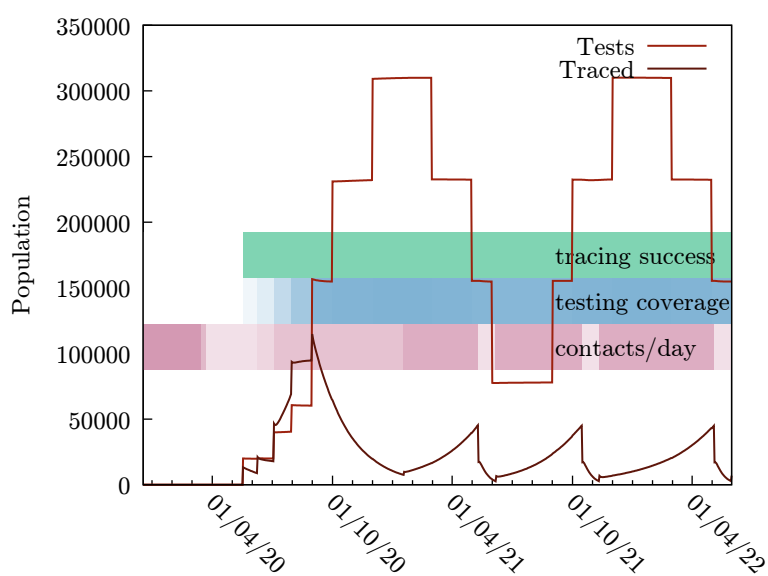 350000
300000
250000
200000
150000
100000
50000
0
Population
Tests
Traced
tracing success
testing coverage
contacts/day
01/04/20
01/10/20
01/04/21
01/10/21
01/04/22